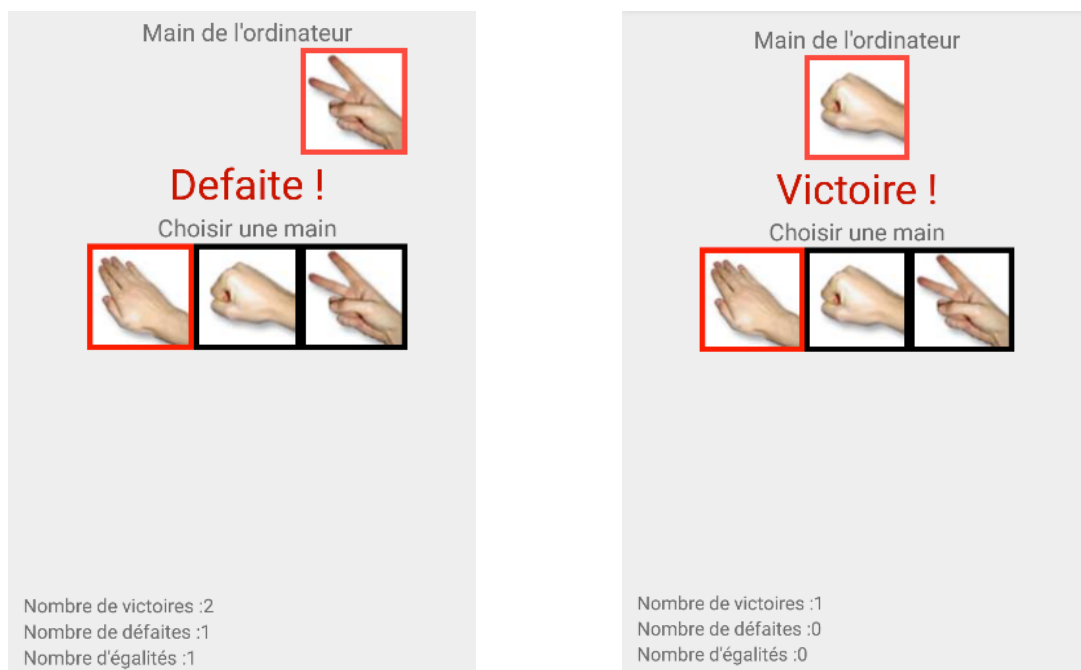 Main de l'ordinateur
Defaite !
Choisir une main
Nombre de victoires :2
Nombre de défaites :1
Nombre d'égalités :1
Main de l'ordinateur
Victoire !
Choisir une main
Nombre de victoires :1
Nombre de défaites :0
Nombre d'égalités :0